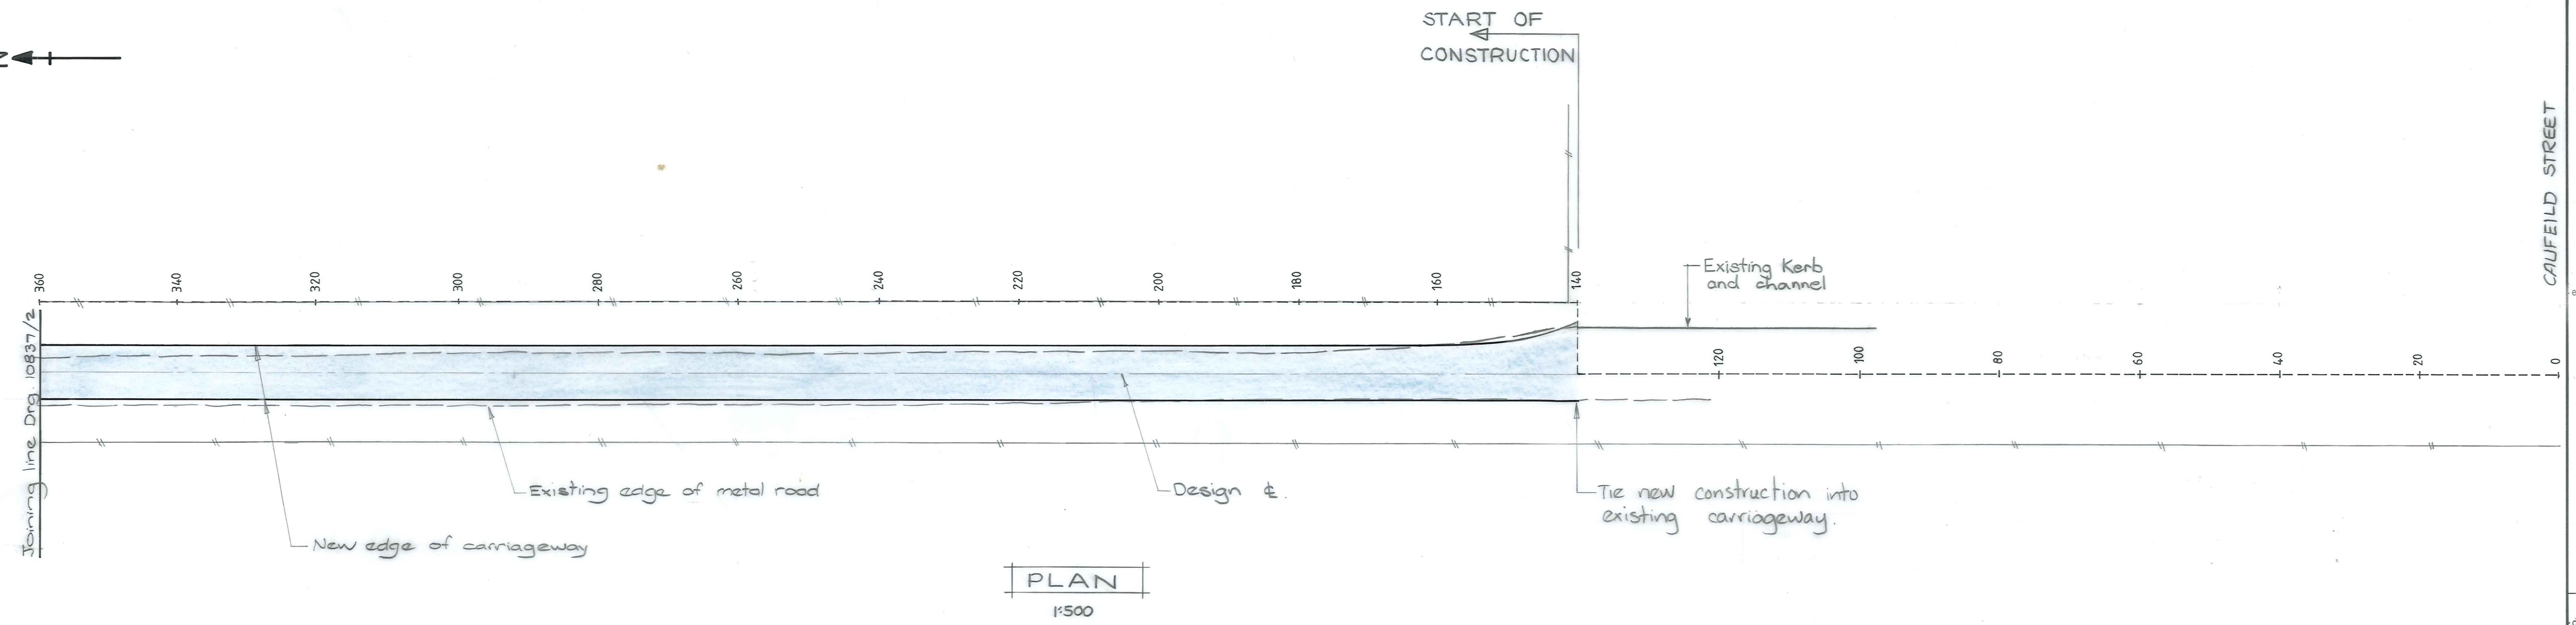 START OF
CONSTRUCTION
N
CAUFEILD STREET
360
340
320
300
280
260
240
220
200
180
160
140
Existing Kerb
and channel
120
100
80
60
40
20
0
Joining line Drg. 10837/2
Existing edge of metal road
Design ℄.
Tie new construction into
existing carriageway.
New edge of carriageway
PLAN
1:500